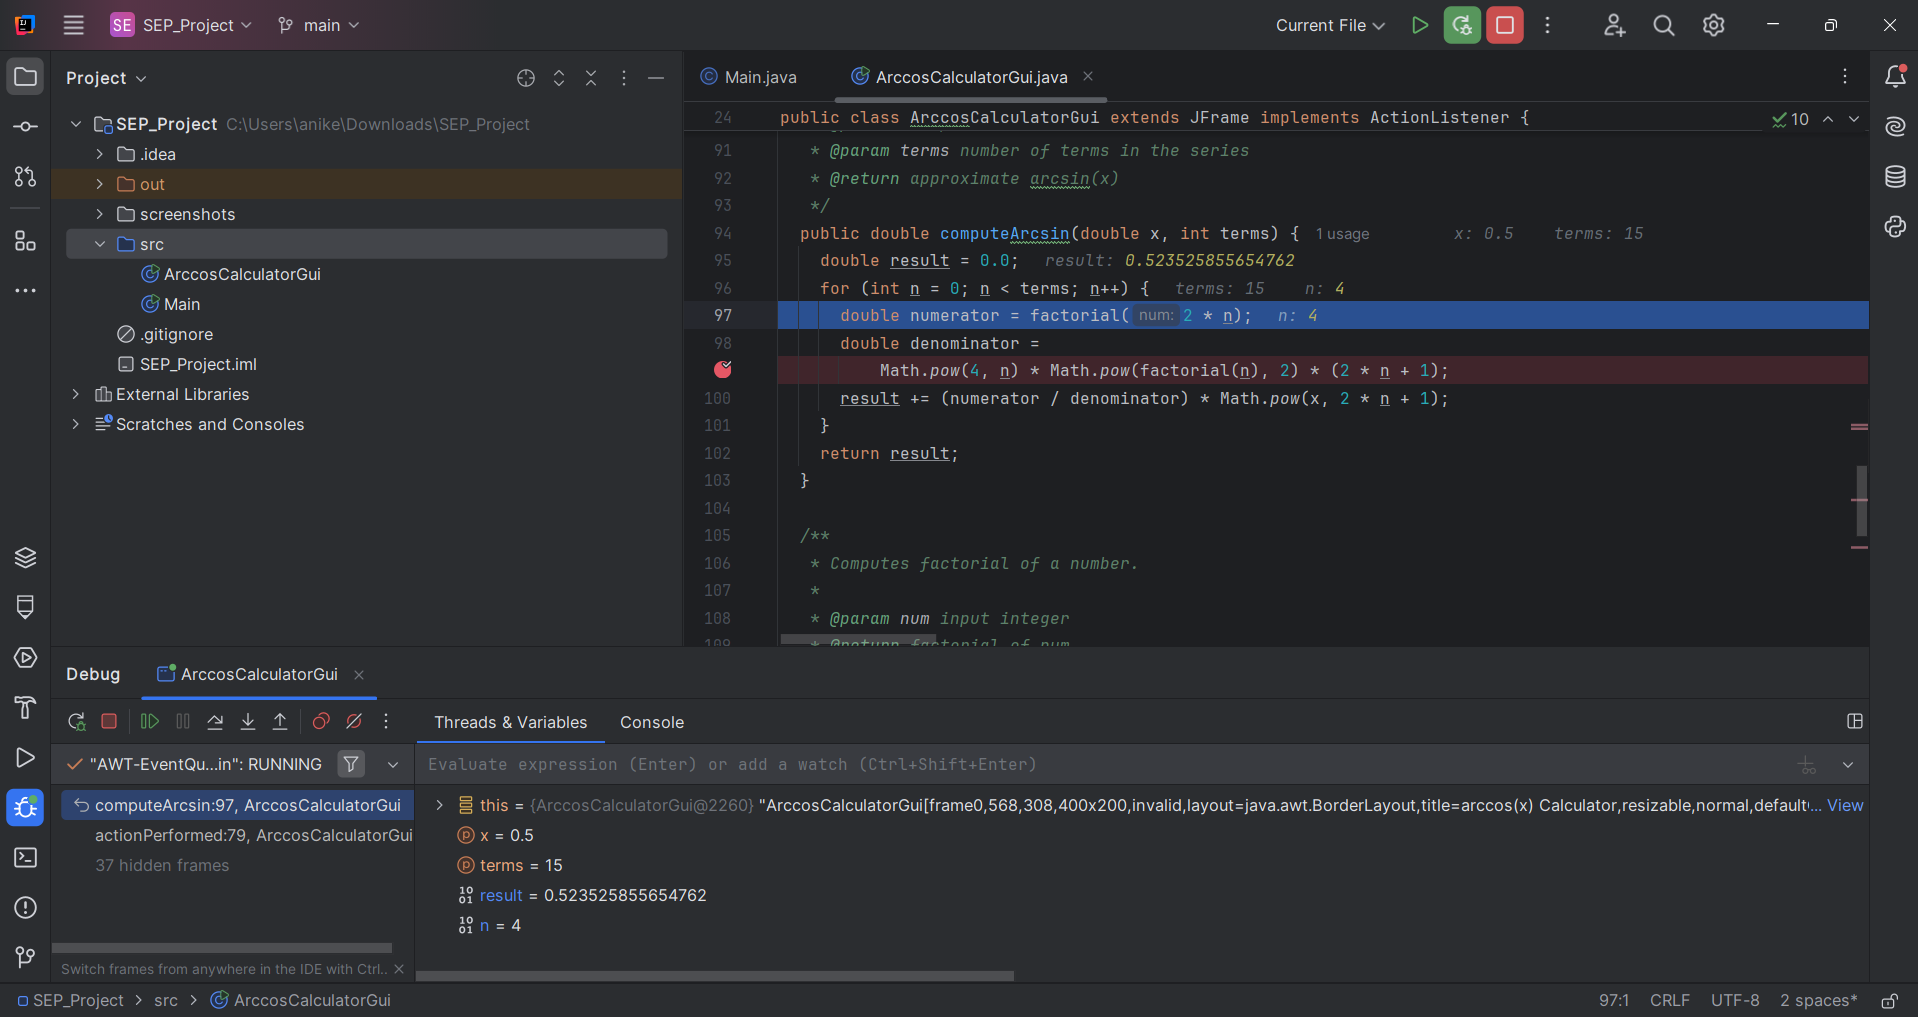 SE SEP_Project main Current File
Project
SEP_Project C:\Users\anike\Downloads\SEP_Project
.idea
out
screenshots
src
ArccosCalculatorGui
Main
.gitignore
SEP_Project.iml
External Libraries
Scratches and Consoles
Main.java ArccosCalculatorGui.java
24 public class ArccosCalculatorGui extends JFrame implements ActionListener { 10
91 * @param terms number of terms in the series
92 * @return approximate arcsin(x)
93 */
94 public double computeArcsin(double x, int terms) { 1 usage x: 0.5 terms: 15
95 double result = 0.0; result: 0.523525855654762
96 for (int n = 0; n < terms; n++) { terms: 15 n: 4
97 double numerator = factorial( num: 2 * n); n: 4
98 double denominator =
Math.pow(4, n) * Math.pow(factorial(n), 2) * (2 * n + 1);
100 result += (numerator / denominator) * Math.pow(x, 2 * n + 1);
101 }
102 return result;
103 }
104
105 /**
106 * Computes factorial of a number.
107 *
108 * @param num input integer
109 * @return factorial of num
Debug ArccosCalculatorGui
Threads & Variables Console
"AWT-EventQu...in": RUNNING
Evaluate expression (Enter) or add a watch (Ctrl+Shift+Enter)
computeArcsin:97, ArccosCalculatorGui
actionPerformed:79, ArccosCalculatorGui
37 hidden frames
this = {ArccosCalculatorGui@2260} "ArccosCalculatorGui[frame0,568,308,400x200,invalid,layout=java.awt.BorderLayout,title=arccos(x) Calculator,resizable,normal,default... View
x = 0.5
terms = 15
result = 0.523525855654762
n = 4
Switch frames from anywhere in the IDE with Ctrl..
SEP_Project > src > ArccosCalculatorGui
97:1 CRLF UTF-8 2 spaces*